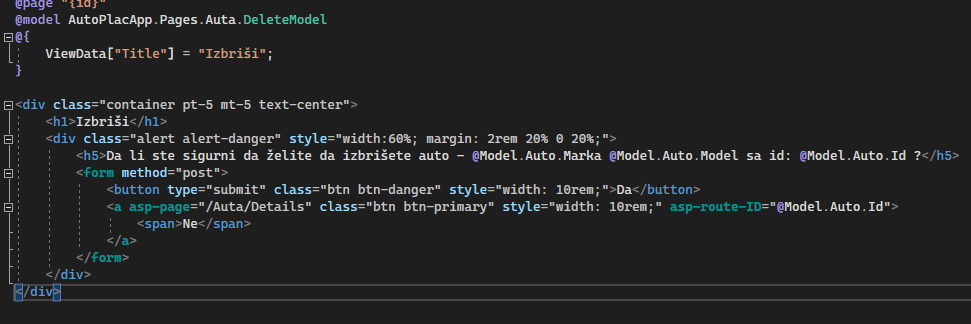 @page "{id}"
@model AutoPlacApp.Pages.Auta.DeleteModel
@{
    ViewData["Title"] = "Izbriši";
}
<div class="container pt-5 mt-5 text-center">
    <h1>Izbriši</h1>
    <div class="alert alert-danger" style="width:60%; margin: 2rem 20% 0 20%;">
        <h5>Da li ste sigurni da želite da izbrišete auto - @Model.Auto.Marka @Model.Auto.Model sa id: @Model.Auto.Id ?</h5>
        <form method="post">
            <button type="submit" class="btn btn-danger" style="width: 10rem;">Da</button>
            <a asp-page="/Auta/Details" class="btn btn-primary" style="width: 10rem;" asp-route-ID="@Model.Auto.Id">
                <span>Ne</span>
            </a>
        </form>
    </div>
</div>